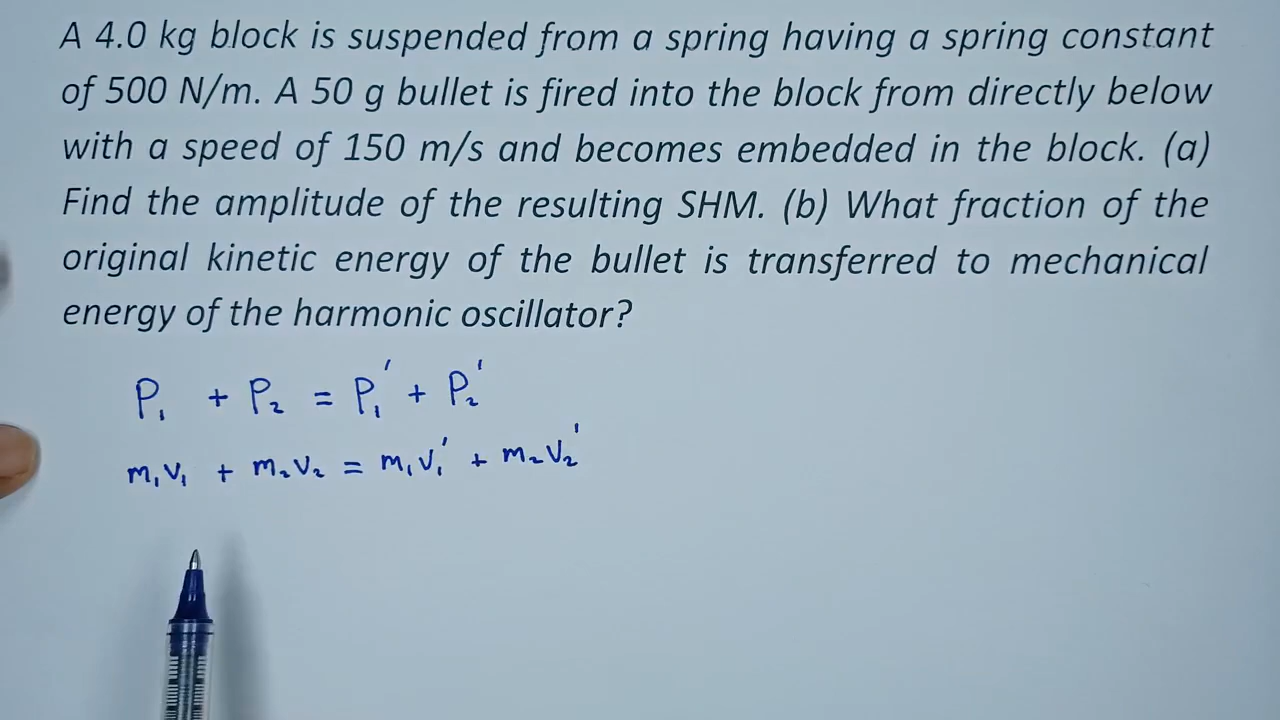 A 4.0 kg block is suspended from a spring having a spring constant
of 500 N/m. A 50 g bullet is fired into the block from directly below
with a speed of 150 m/s and becomes embedded in the block. (a)
Find the amplitude of the resulting SHM. (b) What fraction of the
original kinetic energy of the bullet is transferred to mechanical
energy of the harmonic oscillator?
P₁ + P₂ = P₁' + P₂'
m₁v₁ + m₂v₂ = m₁v₁' + m₂v₂'